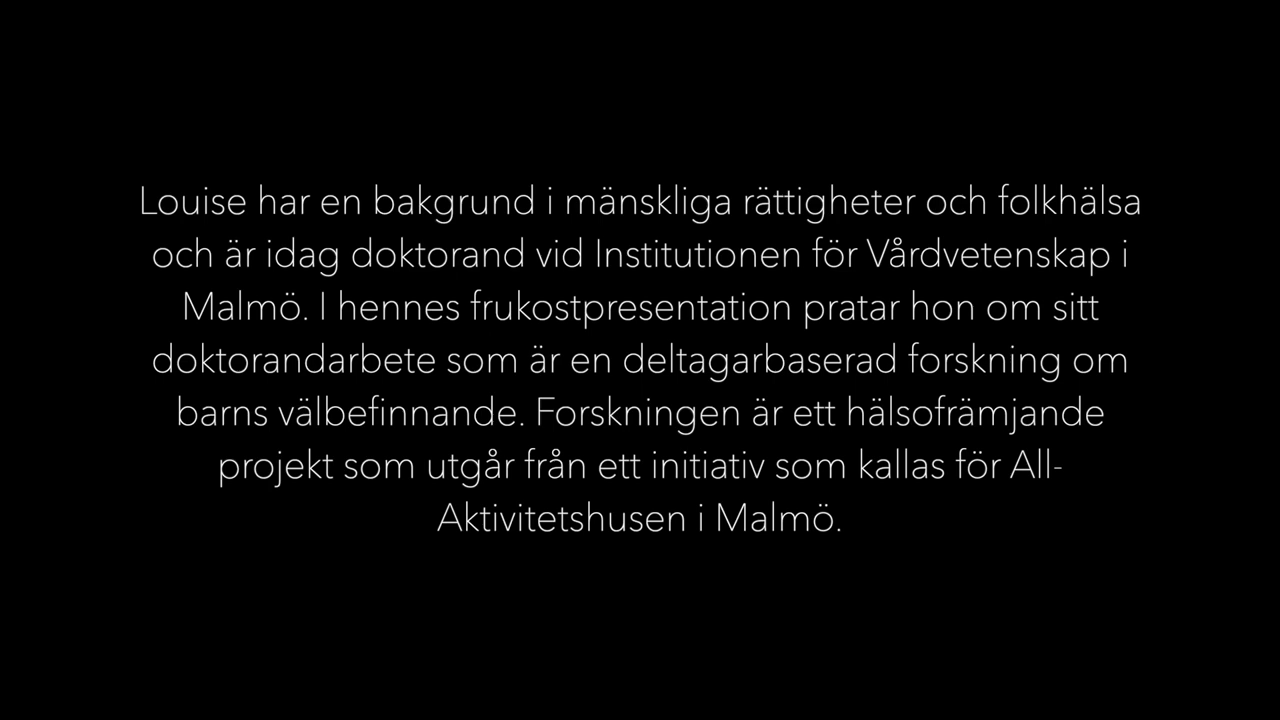 Louise har en bakgrund i mänskliga rättigheter och folkhälsa
och är idag doktorand vid Institutionen för Vårdvetenskap i
Malmö. I hennes frukostpresentation pratar hon om sitt
doktorandarbete som är en deltagarbaserad forskning om
barns välbefinnande. Forskningen är ett hälsofrämjande
projekt som utgår från ett initiativ som kallas för All-
Aktivitetshusen i Malmö.